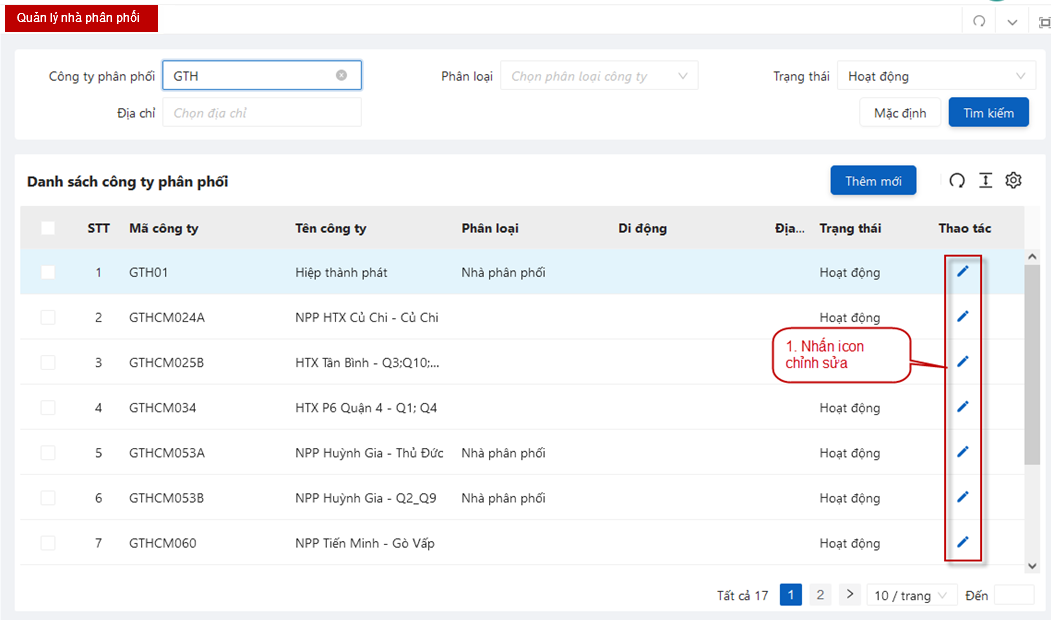 Quản lý nhà phân phối
Công ty phân phối GTH Phân loại Chọn phân loại công ty Trạng thái Hoạt động
Địa chỉ Chọn địa chỉ Mặc định Tìm kiếm
Danh sách công ty phân phối Thêm mới
STT Mã công ty Tên công ty Phân loại Di động Địa... Trạng thái Thao tác
1 GTH01 Hiệp thành phát Nhà phân phối Hoạt động
2 GTHCM024A NPP HTX Củ Chi - Củ Chi Hoạt động
3 GTHCM025B HTX Tân Bình - Q3;Q10;...
1. Nhấn icon
chỉnh sửa
4 GTHCM034 HTX P6 Quận 4 - Q1; Q4 Hoạt động
5 GTHCM053A NPP Huỳnh Gia - Thủ Đức Nhà phân phối Hoạt động
6 GTHCM053B NPP Huỳnh Gia - Q2_Q9 Nhà phân phối Hoạt động
7 GTHCM060 NPP Tiến Minh - Gò Vấp Hoạt động
Tất cả 17 1 2 > 10 / trang Đến